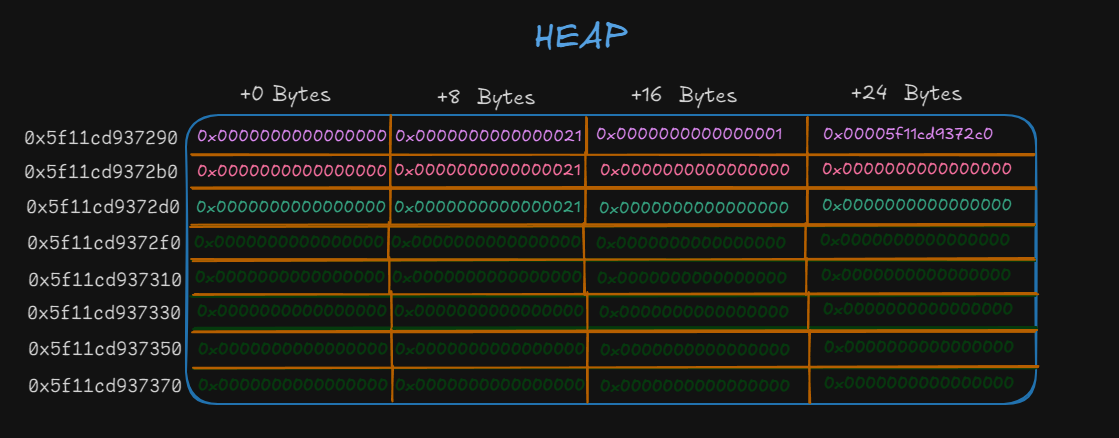 HEAP
+0 Bytes +8 Bytes +16 Bytes +24 Bytes
0x5f11cd937290 0x0000000000000000 0x0000000000000021 0x0000000000000001 0x00005f11cd9372c0
0x5f11cd9372b0 0x0000000000000000 0x0000000000000021 0x0000000000000000 0x0000000000000000
0x5f11cd9372d0 0x0000000000000000 0x0000000000000021 0x0000000000000000 0x0000000000000000
0x5f11cd9372f0 0x0000000000000000 0x0000000000000000 0x0000000000000000 0x0000000000000000
0x5f11cd937310 0x0000000000000000 0x0000000000000000 0x0000000000000000 0x0000000000000000
0x5f11cd937330 0x0000000000000000 0x0000000000000000 0x0000000000000000 0x0000000000000000
0x5f11cd937350 0x0000000000000000 0x0000000000000000 0x0000000000000000 0x0000000000000000
0x5f11cd937370 0x0000000000000000 0x0000000000000000 0x0000000000000000 0x0000000000000000